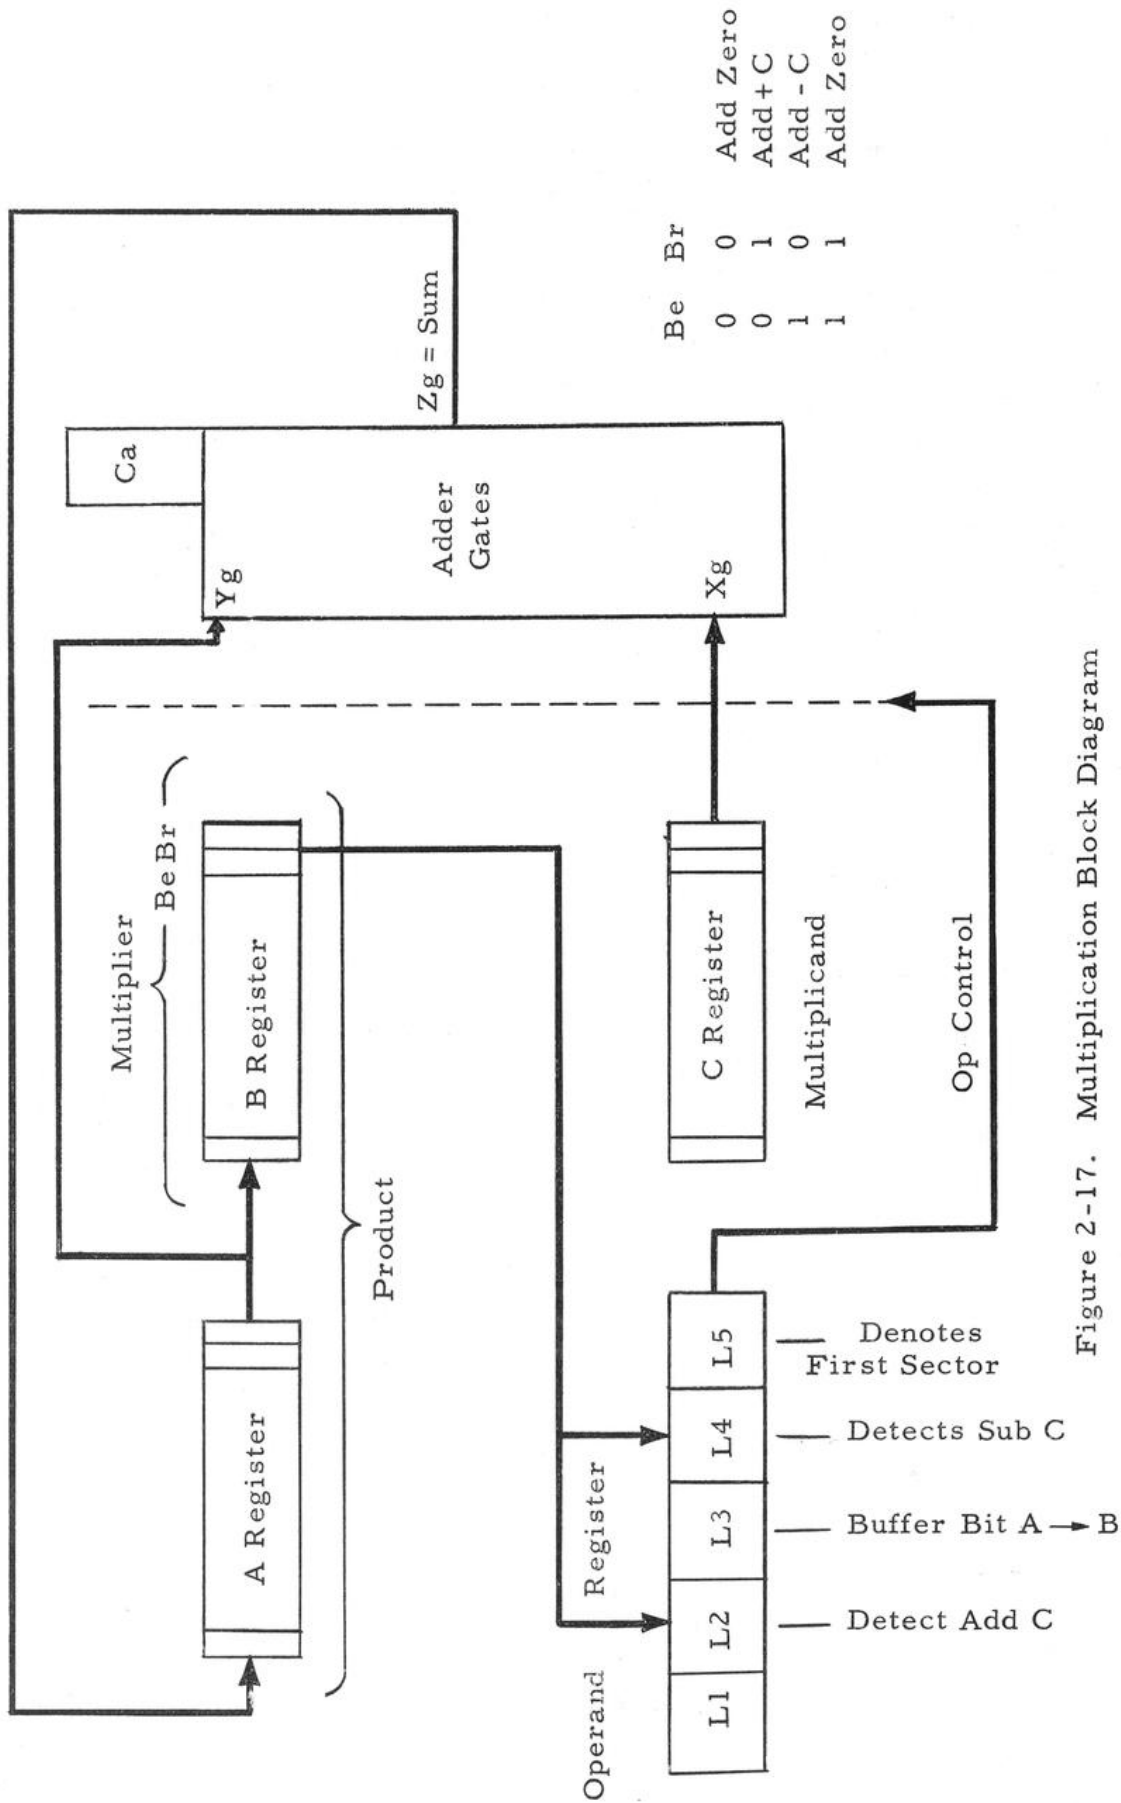 Ca
Zg = Sum
Yg
Adder
Gates
Xg
Multiplier
Be Br
A Register
B Register
Product
Be Br
0 0 Add Zero
0 1 Add + C
1 0 Add - C
1 1 Add Zero
C Register
Multiplicand
Operand Register
L1 L2 L3 L4 L5
Detect Add C
Buffer Bit A → B
Detects Sub C
Denotes
First Sector
Op Control
Figure 2-17. Multiplication Block Diagram